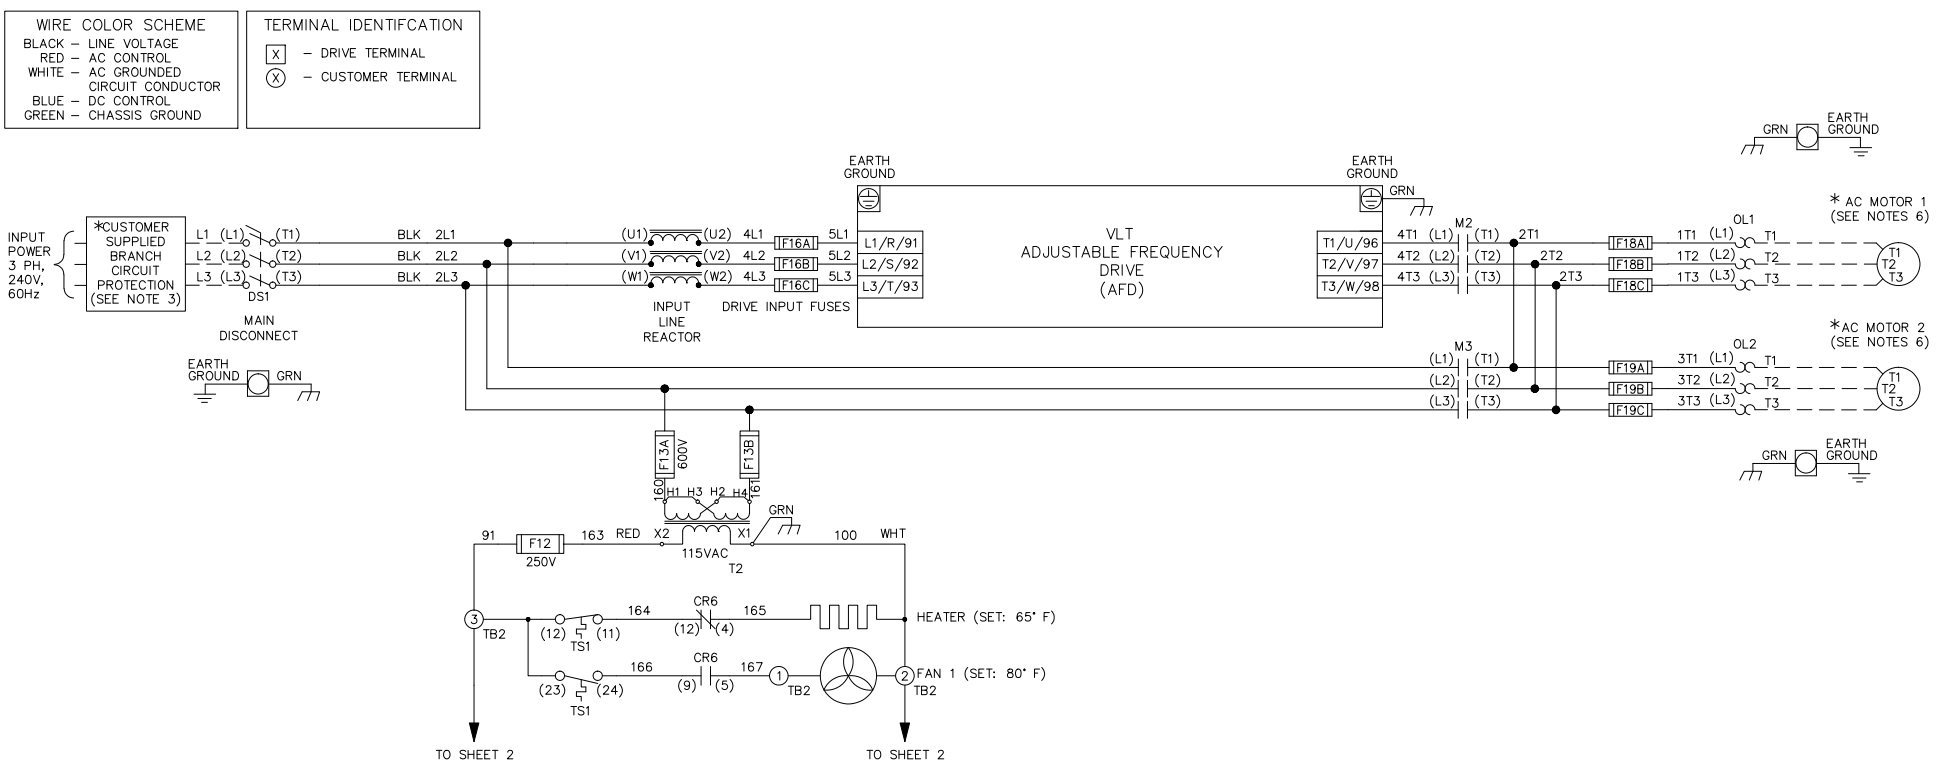 WIRE COLOR SCHEME
BLACK – LINE VOLTAGE
RED – AC CONTROL
WHITE – AC GROUNDED
CIRCUIT CONDUCTOR
BLUE – DC CONTROL
GREEN – CHASSIS GROUND
TERMINAL IDENTIFCATION
X – DRIVE TERMINAL
X – CUSTOMER TERMINAL
INPUT
POWER
3 PH,
240V,
60Hz
*CUSTOMER
SUPPLIED
BRANCH
CIRCUIT
PROTECTION
(SEE NOTE 3)
L1 (L1) (T1) BLK 2L1 (U1) (U2) 4L1 F16A 5L1 L1/R/91
L2 (L2) (T2) BLK 2L2 (V1) (V2) 4L2 F16B 5L2 L2/S/92
L3 (L3) (T3) BLK 2L3 (W1) (W2) 4L3 F16C 5L3 L3/T/93
DS1
MAIN
DISCONNECT
INPUT
LINE
REACTOR
DRIVE INPUT FUSES
EARTH
GROUND
GRN
EARTH
GROUND
VLT
ADJUSTABLE FREQUENCY
DRIVE
(AFD)
EARTH
GROUND
GRN
M2
T1/U/96 4T1 (L1) (T1) 2T1 F18A 1T1 (L1) T1
T2/V/97 4T2 (L2) (T2) 2T2 F18B 1T2 (L2) T2
T3/W/98 4T3 (L3) (T3) 2T3 F18C 1T3 (L3) T3
OL1
GRN
EARTH
GROUND
* AC MOTOR 1
(SEE NOTES 6)
T1
T2
T3
M3
(L1) (T1) F19A 3T1 (L1) T1
(L2) (T2) F19B 3T2 (L2) T2
(L3) (T3) F19C 3T3 (L3) T3
OL2
*AC MOTOR 2
(SEE NOTES 6)
T1
T2
T3
GRN
EARTH
GROUND
F13A
600V
F13B
160
161
H1 H3 H2 H4
GRN
91 F12 163 RED X2 X1 100 WHT
250V
115VAC
T2
3
TB2
164 CR6 165
(12) (11) (12) (4)
TS1
HEATER (SET: 65° F)
166 CR6 167 1
(23) (24) (9) (5) TB2
TS1
2
TB2
FAN 1 (SET: 80° F)
TO SHEET 2
TO SHEET 2